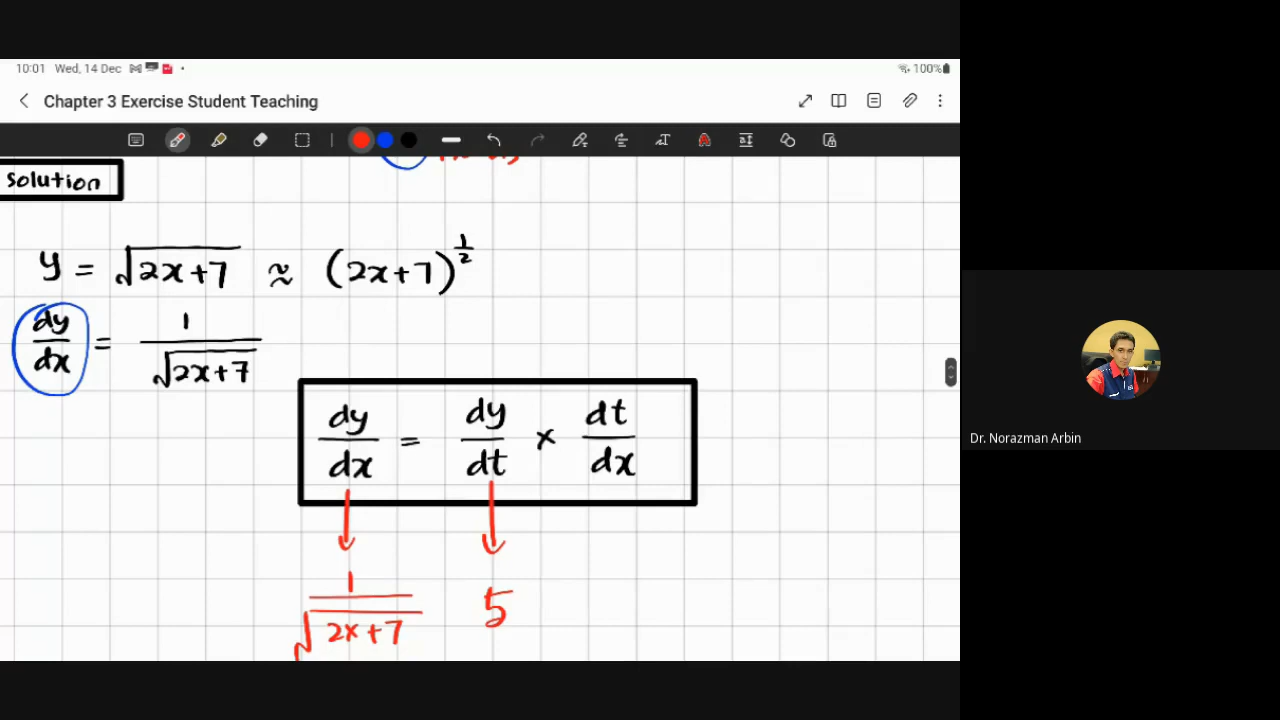 10:01 Wed, 14 Dec
100%
Chapter 3 Exercise Student Teaching
Solution
y = √2x+7 ≈ (2x+7)^1/2
dy/dx = 1/√2x+7
dy/dx = dy/dt × dt/dx
1/√2x+7 5
Dr. Norazman Arbin